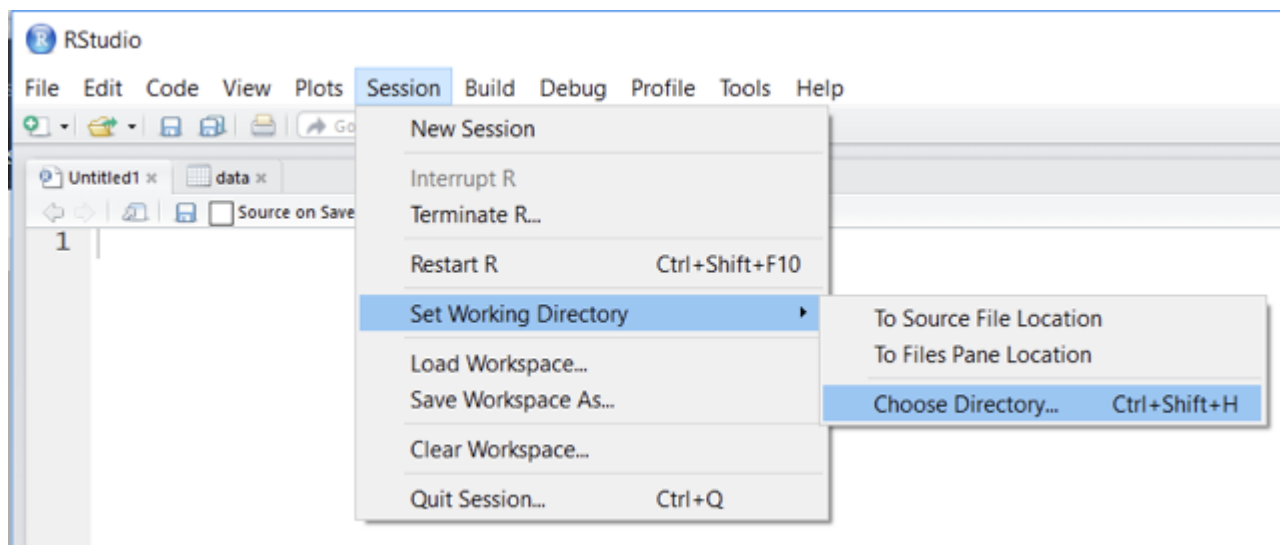 RStudio
File Edit Code View Plots Session Build Debug Profile Tools Help
Go
New Session
Untitled1 data
Interrupt R
Source on Save
Terminate R...
1
Restart R Ctrl+Shift+F10
Set Working Directory
To Source File Location
To Files Pane Location
Load Workspace...
Save Workspace As...
Choose Directory... Ctrl+Shift+H
Clear Workspace...
Quit Session... Ctrl+Q